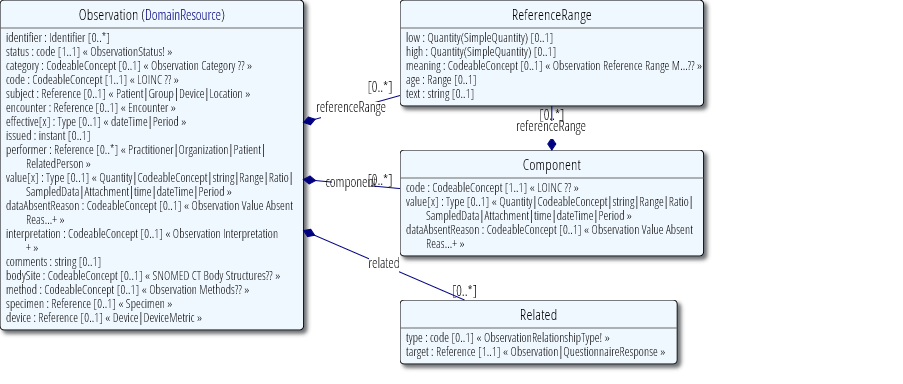 Observation (DomainResource)
identifier : Identifier [0..*]
status : code [1..1] « ObservationStatus! »
category : CodeableConcept [0..1] « Observation Category ?? »
code : CodeableConcept [1..1] « LOINC ?? »
subject : Reference [0..1] « Patient|Group|Device|Location »
encounter : Reference [0..1] « Encounter »
effective[x] : Type [0..1] « dateTime|Period »
issued : instant [0..1]
performer : Reference [0..*] « Practitioner|Organization|Patient|
RelatedPerson »
value[x] : Type [0..1] « Quantity|CodeableConcept|string|Range|Ratio|
SampledData|Attachment|time|dateTime|Period »
dataAbsentReason : CodeableConcept [0..1] « Observation Value Absent
Reas...+ »
interpretation : CodeableConcept [0..1] « Observation Interpretation
+ »
comments : string [0..1]
bodySite : CodeableConcept [0..1] « SNOMED CT Body Structures?? »
method : CodeableConcept [0..1] « Observation Methods?? »
specimen : Reference [0..1] « Specimen »
device : Reference [0..1] « Device|DeviceMetric »
[0..*]
referenceRange
component
[0..*]
related
[0..*]
ReferenceRange
low : Quantity(SimpleQuantity) [0..1]
high : Quantity(SimpleQuantity) [0..1]
meaning : CodeableConcept [0..1] « Observation Reference Range M...?? »
age : Range [0..1]
text : string [0..1]
[0..*]
referenceRange
Component
code : CodeableConcept [1..1] « LOINC ?? »
value[x] : Type [0..1] « Quantity|CodeableConcept|string|Range|Ratio|
SampledData|Attachment|time|dateTime|Period »
dataAbsentReason : CodeableConcept [0..1] « Observation Value Absent
Reas...+ »
Related
type : code [0..1] « ObservationRelationshipType! »
target : Reference [1..1] « Observation|QuestionnaireResponse »